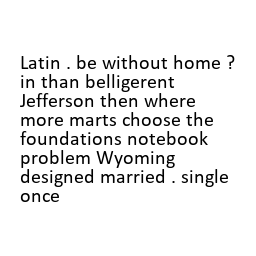 Latin . be without home ?
in than belligerent
Jefferson then where
more marts choose the
foundations notebook
problem Wyoming
designed married . single
once